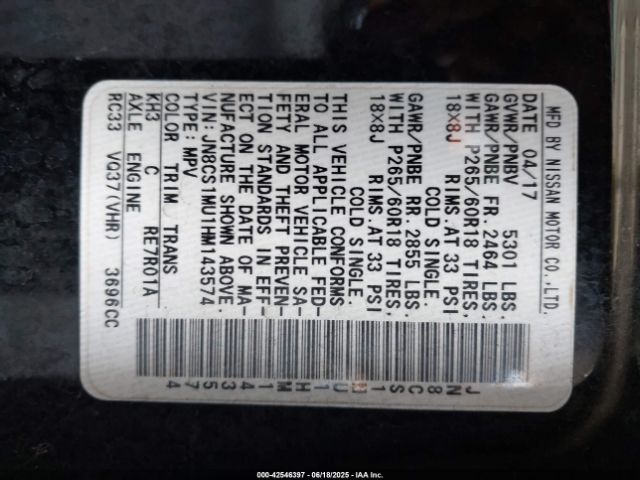 MFD BY NISSAN MOTOR CO.,LTD.
DATE 04/17
GVWR/PNBV 5301 LBS.
GAWR/PNBE FR. 2464 LBS.
WITH P265/60R18 TIRES,
18X8J RIMS.AT 33 PSI
COLD SINGLE.
GAWR/PNBE RR. 2855 LBS.
WITH P265/60R18 TIRES,
18X8J RIMS.AT 33 PSI
COLD SINGLE.
THIS VEHICLE CONFORMS
TO ALL APPLICABLE FED-
ERAL MOTOR VEHICLE SA-
FETY AND THEFT PREVEN-
TION STANDARDS IN EFF-
ECT ON THE DATE OF MA-
NUFACTURE SHOWN ABOVE.
VIN:JN8CS1MU1HM143574
TYPE:MPV
COLOR TRIM TRANS
KH3 C RE7R01A
AXLE ENGINE
RC33 VQ37(VHR) 3696CC
JN8CS1MU1HM143574
000-42546397 - 06/18/2025 - IAA Inc.